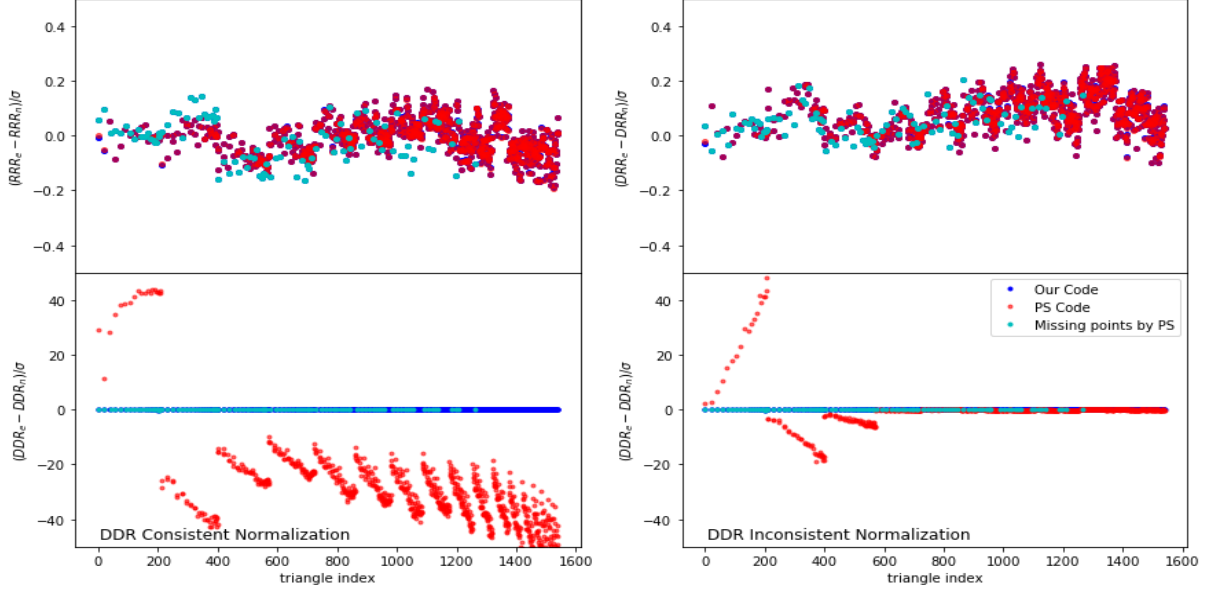 0.4
0.2
0.0
−0.2
−0.4
(RRR_e − RRR_n)/σ
40
20
0
−20
−40
(DDR_e − DDR_n)/σ
DDR Consistent Normalization
0 200 400 600 800 1000 1200 1400 1600
triangle index
0.4
0.2
0.0
−0.2
−0.4
(DRR_e − DRR_n)/σ
40
20
0
−20
−40
(DDR_e − DDR_n)/σ
Our Code
PS Code
Missing points by PS
DDR Inconsistent Normalization
0 200 400 600 800 1000 1200 1400 1600
triangle index